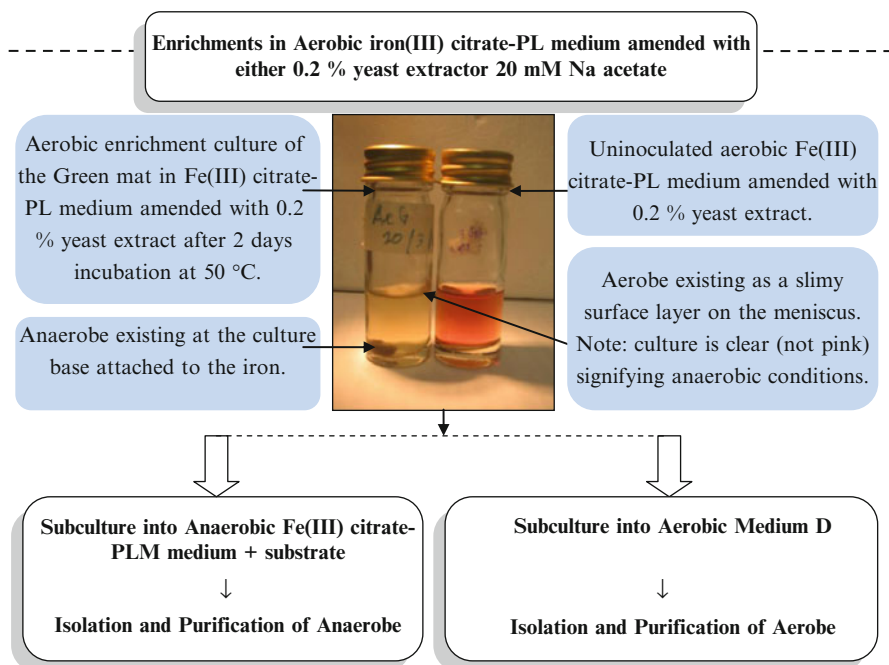 Enrichments in Aerobic iron(III) citrate-PL medium amended with
either 0.2 % yeast extractor 20 mM Na acetate
Aerobic enrichment culture of
the Green mat in Fe(III) citrate-
PL medium amended with 0.2
% yeast extract after 2 days
incubation at 50 °C.
Anaerobe existing at the culture
base attached to the iron.
AeG
20/3/
Uninoculated aerobic Fe(III)
citrate-PL medium amended with
0.2 % yeast extract.
Aerobe existing as a slimy
surface layer on the meniscus.
Note: culture is clear (not pink)
signifying anaerobic conditions.
Subculture into Anaerobic Fe(III) citrate-
PLM medium + substrate
↓
Isolation and Purification of Anaerobe
Subculture into Aerobic Medium D
↓
Isolation and Purification of Aerobe